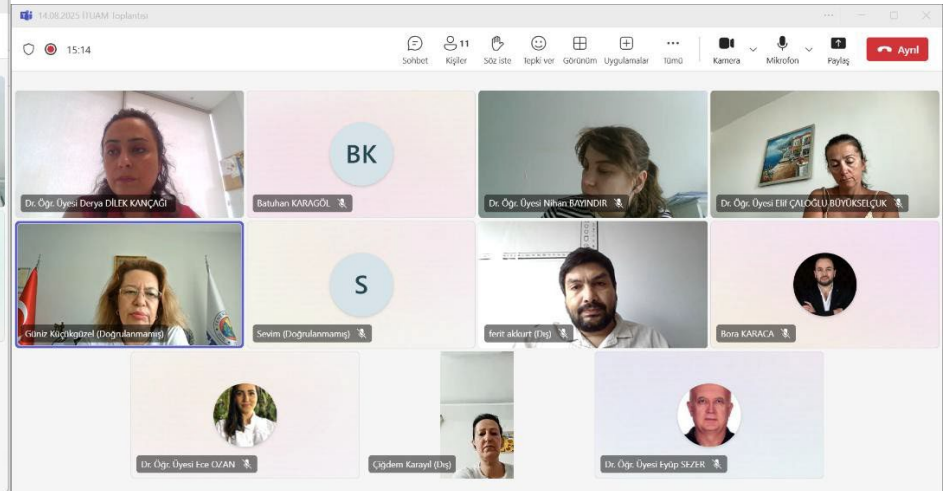 14.08.2025 İTUAM Toplantısı
15:14
Sohbet
11
Kişiler
Söz iste
Tepki ver
Görünüm
Uygulamalar
Tümü
Kamera
Mikrofon
Paylaş
Ayrıl
Dr. Öğr. Üyesi Derya DİLEK KANÇAĞI
BK
Batuhan KARAGÖL
Dr. Öğr. Üyesi Nihan BAYINDIR
Dr. Öğr. Üyesi Elif ÇALOĞLU BÜYÜKSELÇUK
Güniz Küçükgüzel (Doğrulanmamış)
S
Sevim (Doğrulanmamış)
ferit akkurt (Dış)
Bora KARACA
Dr. Öğr. Üyesi Ece OZAN
Çiğdem Karayıl (Dış)
Dr. Öğr. Üyesi Eyüp SEZER